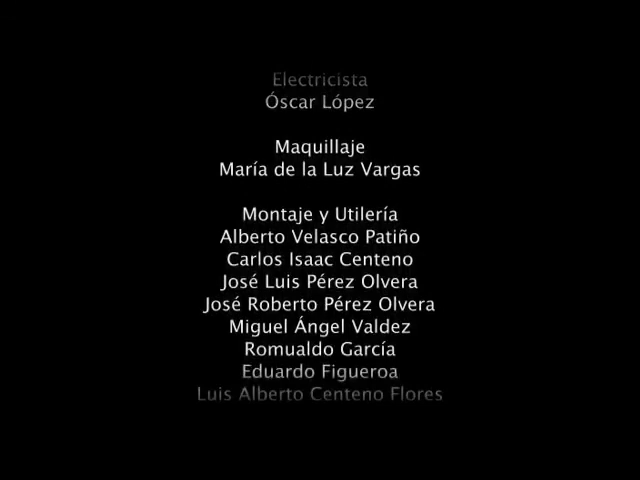 Electricista
Óscar López
Maquillaje
María de la Luz Vargas
Montaje y Utilería
Alberto Velasco Patiño
Carlos Isaac Centeno
José Luis Pérez Olvera
José Roberto Pérez Olvera
Miguel Ángel Valdez
Romualdo García
Eduardo Figueroa
Luis Alberto Centeno Flores